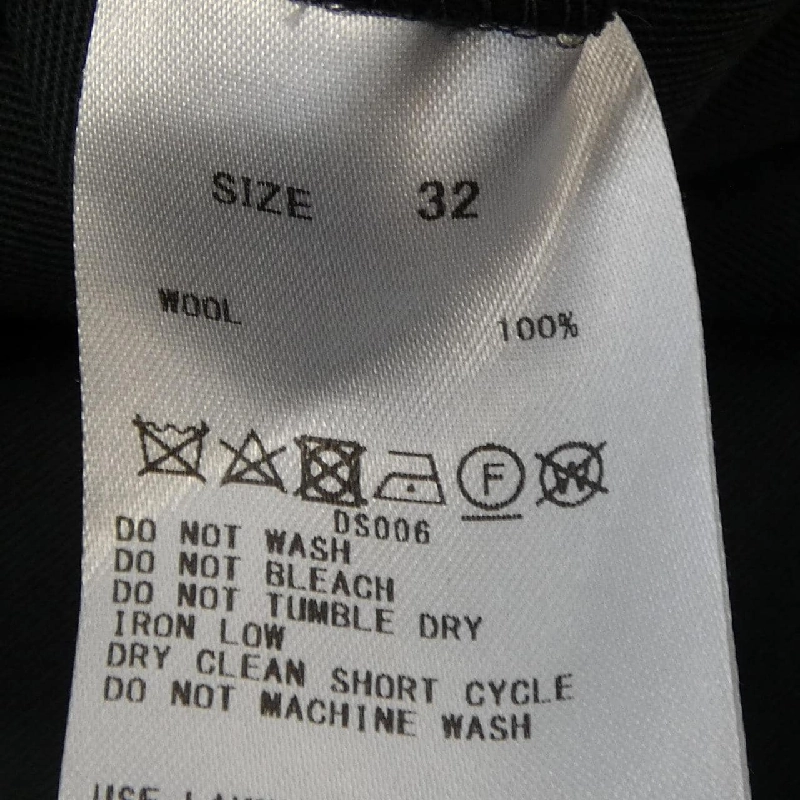 SIZE 32
WOOL 100%
F W
DS006
DO NOT WASH
DO NOT BLEACH
DO NOT TUMBLE DRY
IRON LOW
DRY CLEAN SHORT CYCLE
DO NOT MACHINE WASH
USE